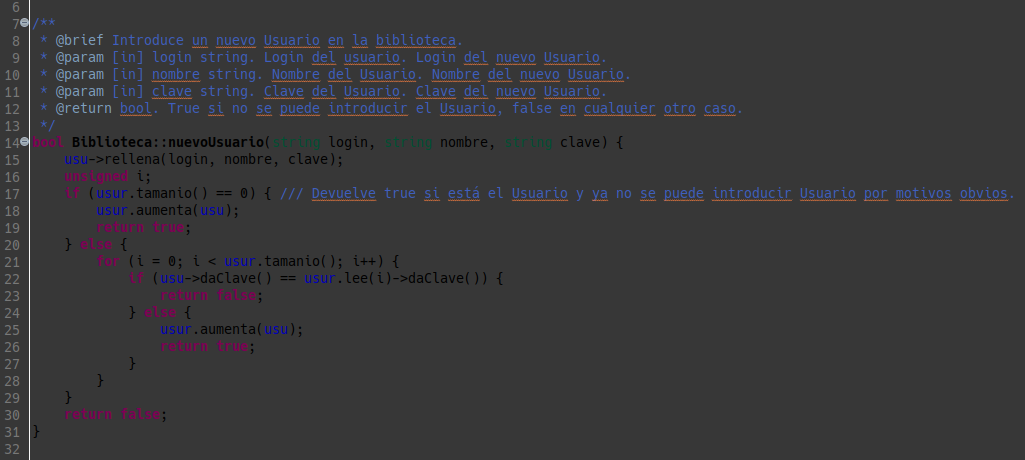 6
7 /**
8 * @brief Introduce un nuevo Usuario en la biblioteca.
9 * @param [in] login string. Login del usuario. Login del nuevo Usuario.
10 * @param [in] nombre string. Nombre del Usuario. Nombre del nuevo Usuario.
11 * @param [in] clave string. Clave del Usuario. Clave del nuevo Usuario.
12 * @return bool. True si no se puede introducir el Usuario, false en cualquier otro caso.
13 */
14 bool Biblioteca::nuevoUsuario(string login, string nombre, string clave) {
15 usu->rellena(login, nombre, clave);
16 unsigned i;
17 if (usur.tamanio() == 0) { /// Devuelve true si está el Usuario y ya no se puede introducir Usuario por motivos obvios.
18 usur.aumenta(usu);
19 return true;
20 } else {
21 for (i = 0; i < usur.tamanio(); i++) {
22 if (usu->daClave() == usur.lee(i)->daClave()) {
23 return false;
24 } else {
25 usur.aumenta(usu);
26 return true;
27 }
28 }
29 }
30 return false;
31 }
32